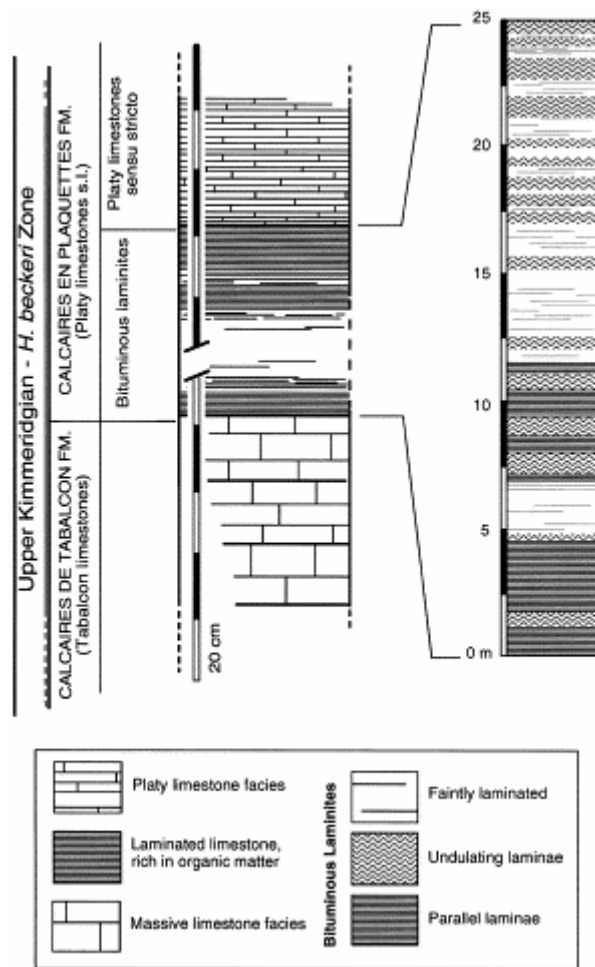 Upper Kimmeridgian - H. beckeri Zone
CALCAIRES EN PLAQUETTES FM.
(Platy limestones s.l.)
CALCAIRES DE TABALCON FM.
(Tabalcon limestones)
Platy limestones
sensu stricto
Bituminous laminites
20 cm
25
20
15
10
5
0 m
Platy limestone facies
Laminated limestone,
rich in organic matter
Massive limestone facies
Bituminous Laminites
Faintly laminated
Undulating laminae
Parallel laminae